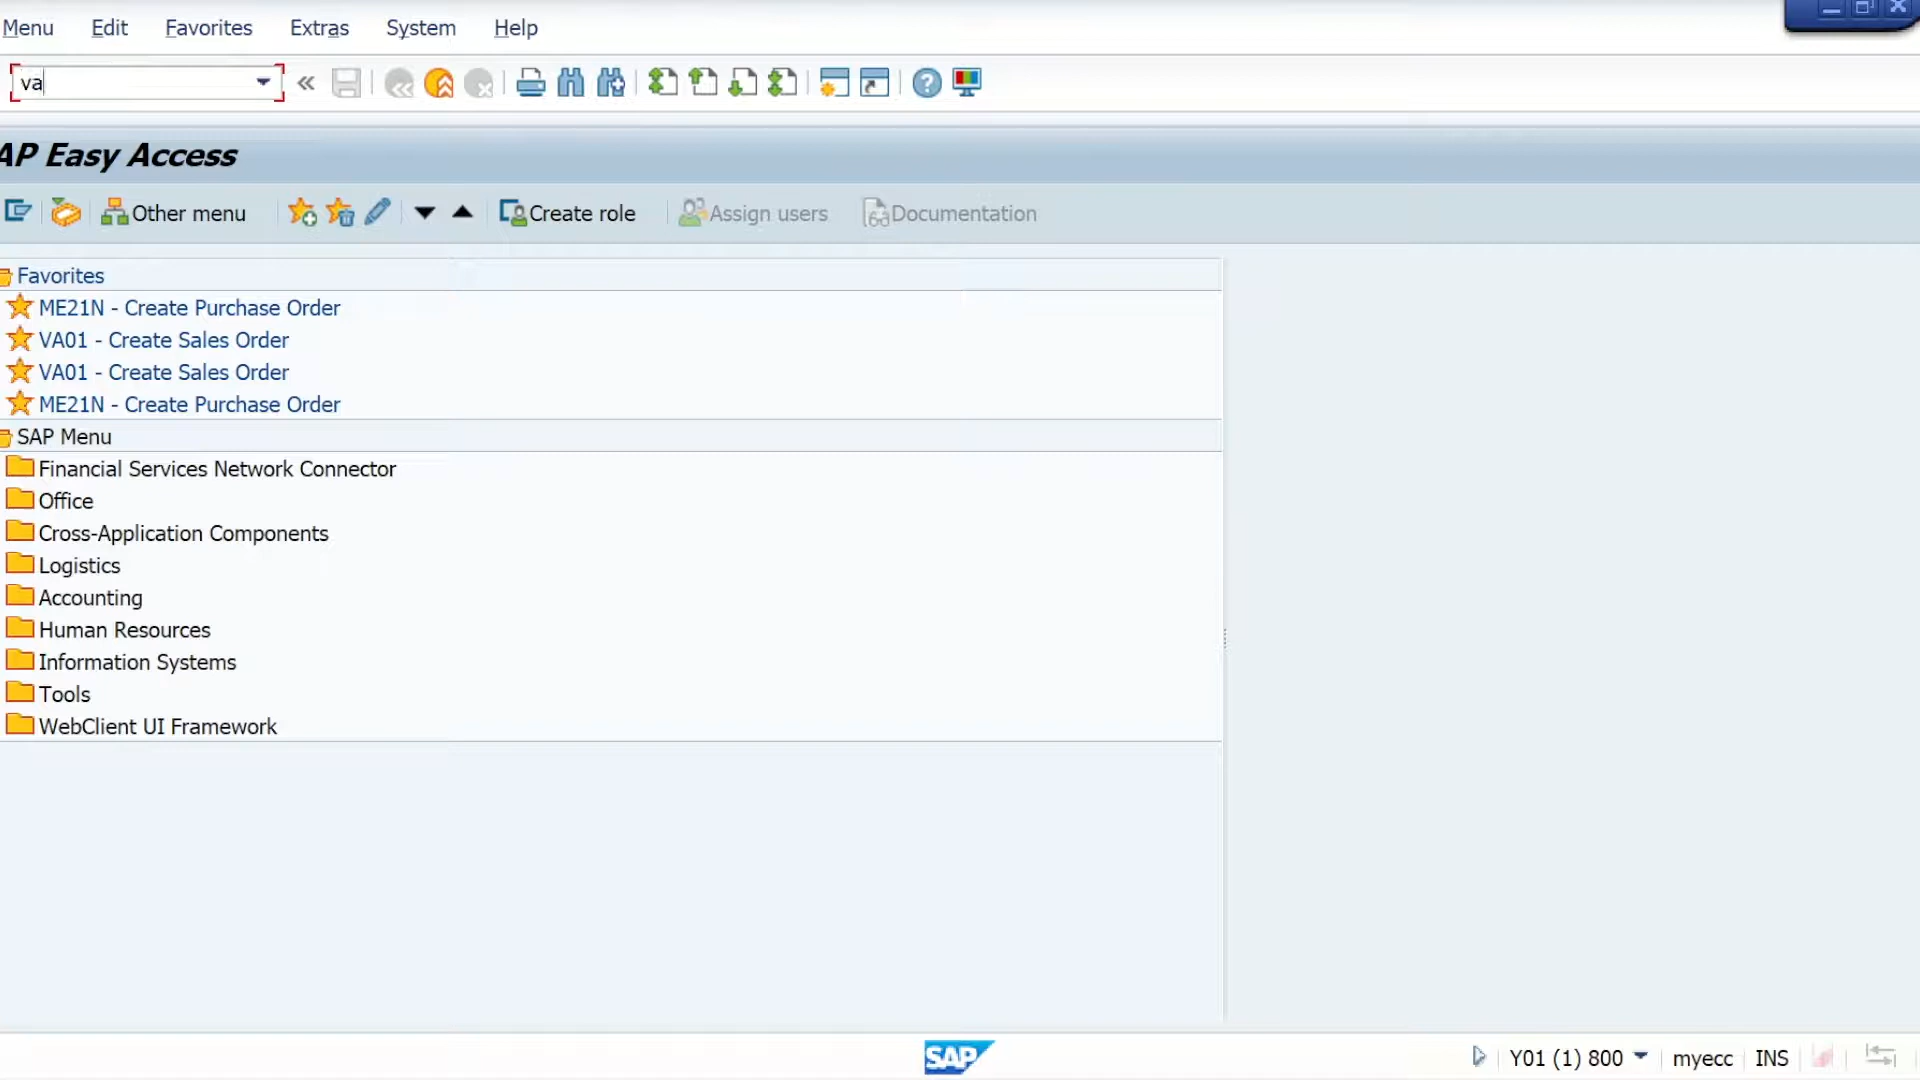 Menu Edit Favorites Extras System Help
va
AP Easy Access
Other menu Create role Assign users Documentation
Favorites
ME21N - Create Purchase Order
VA01 - Create Sales Order
VA01 - Create Sales Order
ME21N - Create Purchase Order
SAP Menu
Financial Services Network Connector
Office
Cross-Application Components
Logistics
Accounting
Human Resources
Information Systems
Tools
WebClient UI Framework
SAP Y01 (1) 800 myecc INS